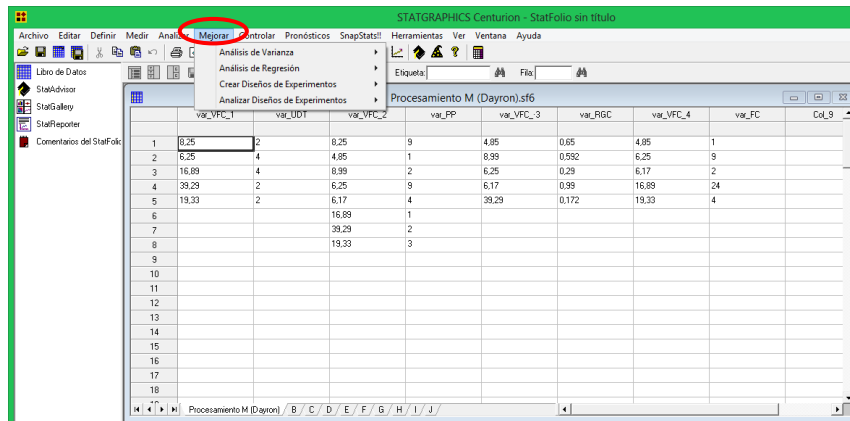 STATGRAPHICS Centurion - StatFolio sin título
Archivo Editar Definir Medir Analizar Mejorar Controlar Pronósticos SnapStats!! Herramientas Ver Ventana Ayuda
Análisis de Varianza
Análisis de Regresión
Crear Diseños de Experimentos
Analizar Diseños de Experimentos
Etiqueta: Fila:
Libro de Datos
StatAdvisor
StatGallery
StatReporter
Comentarios del StatFolio
Procesamiento M (Dayron).sf6
var_VFC_1 var_UDT var_VFC_2 var_PP var_VFC_-3 var_RGC var_VFC_4 var_FC Col_9
1 8,25 2 8,25 9 4,85 0,65 4,85 1
2 6,25 4 4,85 1 8,99 0,592 6,25 9
3 16,89 4 8,99 2 6,25 0,29 6,17 2
4 39,29 2 6,25 9 6,17 0,99 16,89 24
5 19,33 2 6,17 4 39,29 0,172 19,33 4
6 16,89 1
7 39,29 2
8 19,33 3
9
10
11
12
13
14
15
16
17
18
Procesamiento M (Dayron) B C D E F G H I J